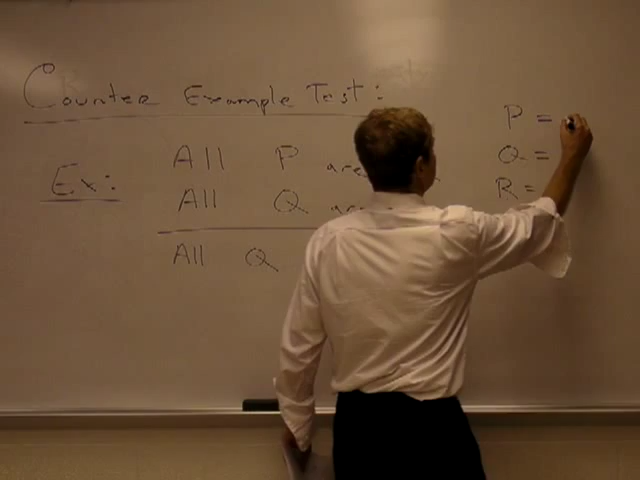 Counter Example Test:
Ex:
All P are
All Q are
All Q
P =
Q =
R =